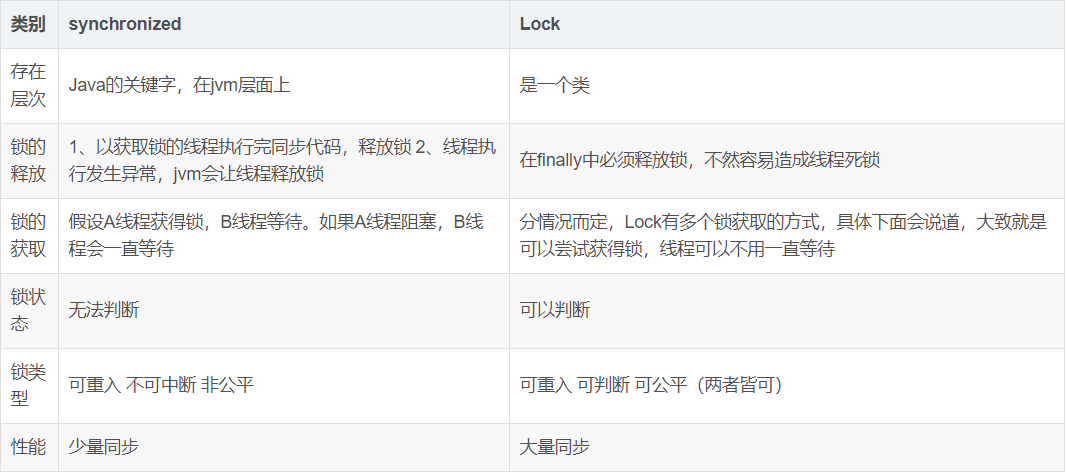 类别 synchronized Lock
存在
层次
Java的关键字，在jvm层面上
是一个类
锁的
释放
1、以获取锁的线程执行完同步代码，释放锁 2、线程执
行发生异常，jvm会让线程释放锁
在finally中必须释放锁，不然容易造成线程死锁
锁的
获取
假设A线程获得锁，B线程等待。如果A线程阻塞，B线
程会一直等待
分情况而定，Lock有多个锁获取的方式，具体下面会说道，大致就是
可以尝试获得锁，线程可以不用一直等待
锁状
态
无法判断
可以判断
锁类
型
可重入 不可中断 非公平
可重入 可判断 可公平（两者皆可）
性能 少量同步 大量同步